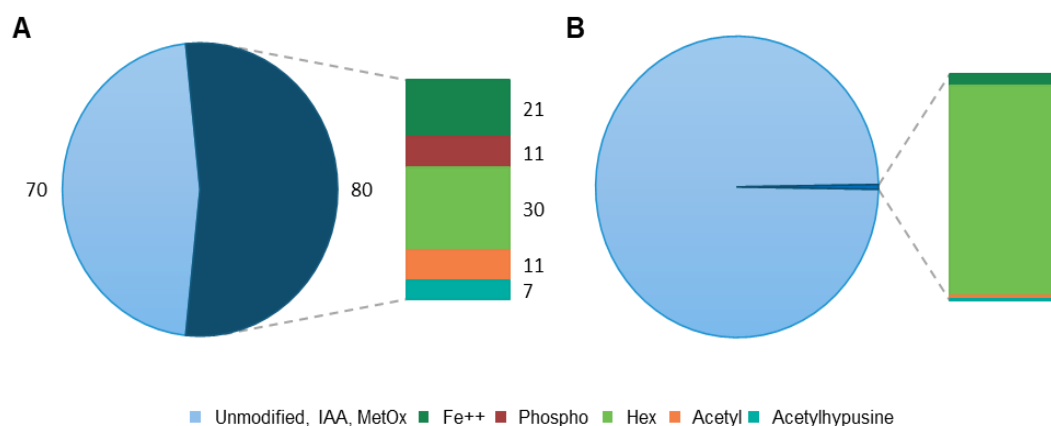 A
B
70
80
21
11
30
11
7
Unmodified, IAA, MetOx Fe++ Phospho Hex Acetyl Acetylhypusine